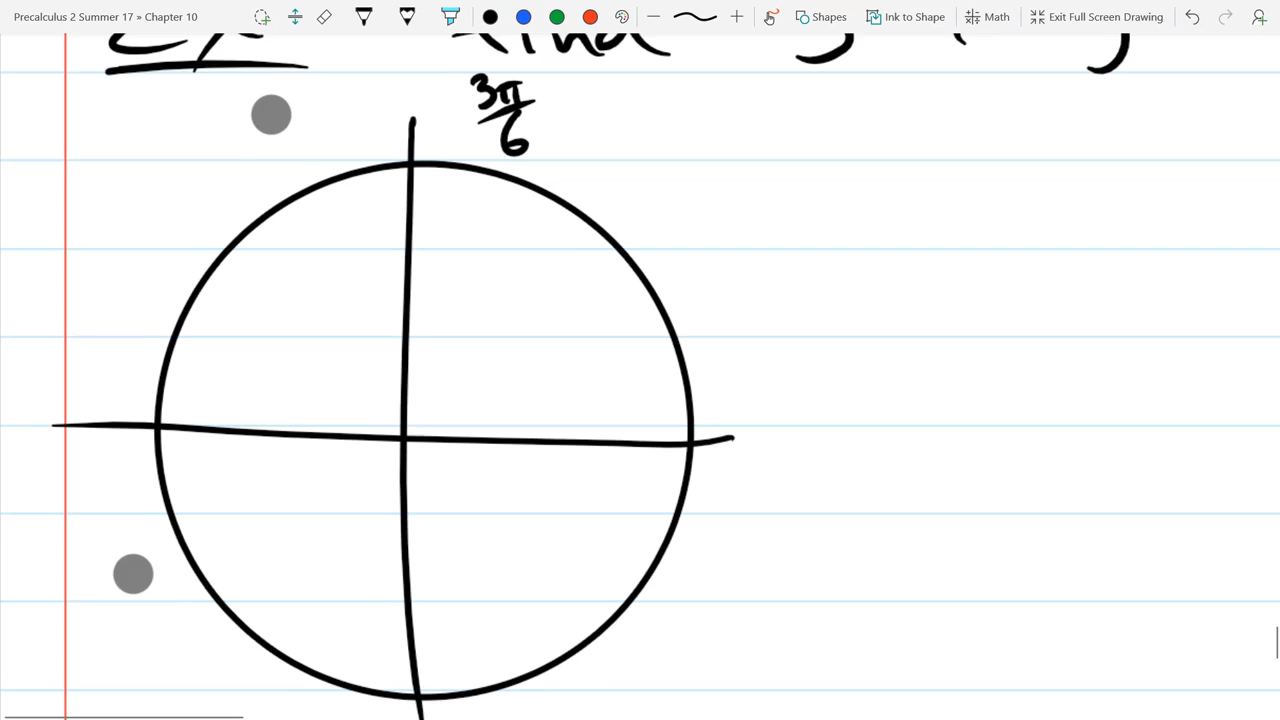 Precalculus 2 Summer 17 » Chapter 10
Shapes
Ink to Shape
Math
Exit Full Screen Drawing
3π/6